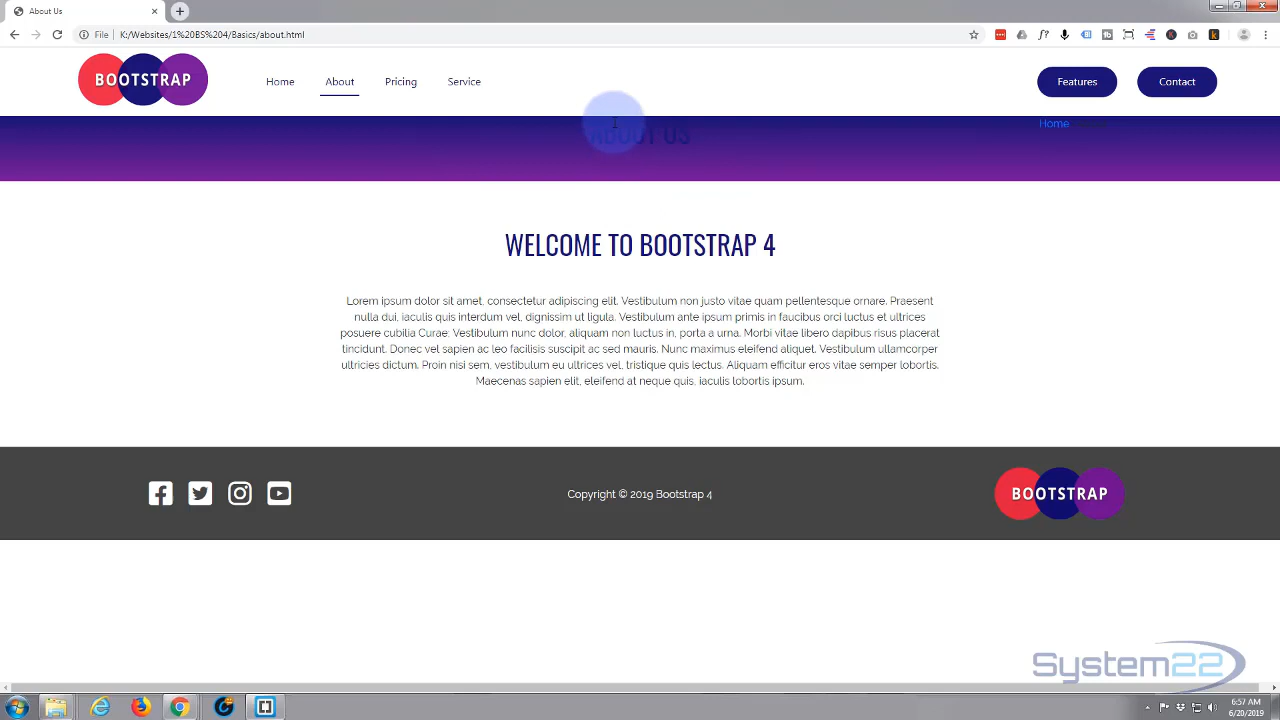 About Us
File
K:/Websites/1%20BS%204/Basics/about.html
BOOTSTRAP
Home
About
Pricing
Service
Features
Contact
ABOUT US
Home
WELCOME TO BOOTSTRAP 4
Lorem ipsum dolor sit amet, consectetur adipiscing elit. Vestibulum non justo vitae quam pellentesque ornare. Praesent
nulla dui, iaculis quis interdum vel, dignissim ut ligula. Vestibulum ante ipsum primis in faucibus orci luctus et ultrices
posuere cubilia Curae; Vestibulum nunc dolor, aliquam non luctus in, porta a urna. Morbi vitae libero dapibus risus placerat
tincidunt. Donec vel sapien ac leo facilisis suscipit ac sed mauris. Nunc maximus eleifend aliquet. Vestibulum ullamcorper
ultricies dictum. Proin nisi sem, vestibulum eu ultrices vel, tristique quis lectus. Aliquam efficitur eros vitae semper lobortis.
Maecenas sapien elit, eleifend at neque quis, iaculis lobortis ipsum.
Copyright © 2019 Bootstrap 4
BOOTSTRAP
System22
6:57 AM
6/20/2019